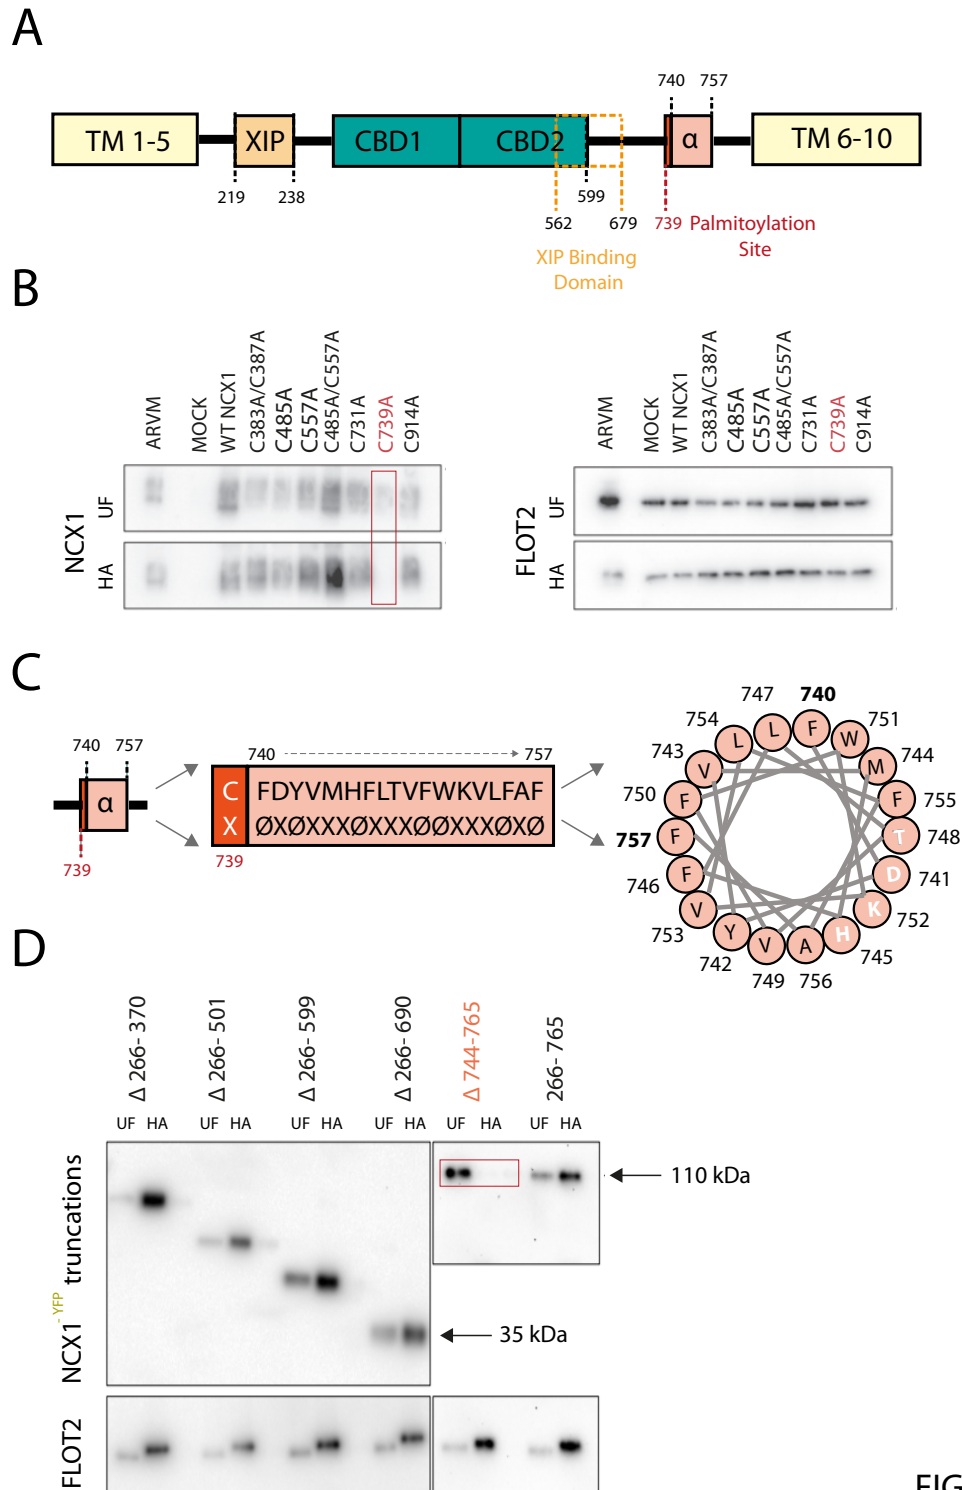 A
740 757
TM 1-5 XIP CBD1 CBD2 α TM 6-10
219 238 599
562 679 739 Palmitoylation
Site
XIP Binding
Domain
B
ARVM MOCK WT NCX1 C383A/C387A C485A C557A C485A/C557A C731A C739A C914A
NCX1 UF HA
ARVM MOCK WT NCX1 C383A/C387A C485A C557A C485A/C557A C731A C739A C914A
FLOT2 UF HA
C
740 757
α
739
740 757
C FDYVMHFLTVFWKVLFAF
X ØXØXXXØXXXØØXXXØXØ
739
747 740
754 L F 751
743 L W 744
750 V M 755
757 F F 748
746 F T 741
753 F D 752
742 V K 745
749 Y H 756
V A
D
Δ 266- 370 Δ 266- 501 Δ 266- 599 Δ 266- 690 Δ 744-765 266- 765
UF HA UF HA UF HA UF HA UF HA UF HA
NCX1 - YFP truncations
110 kDa
35 kDa
FLOT2
FIG